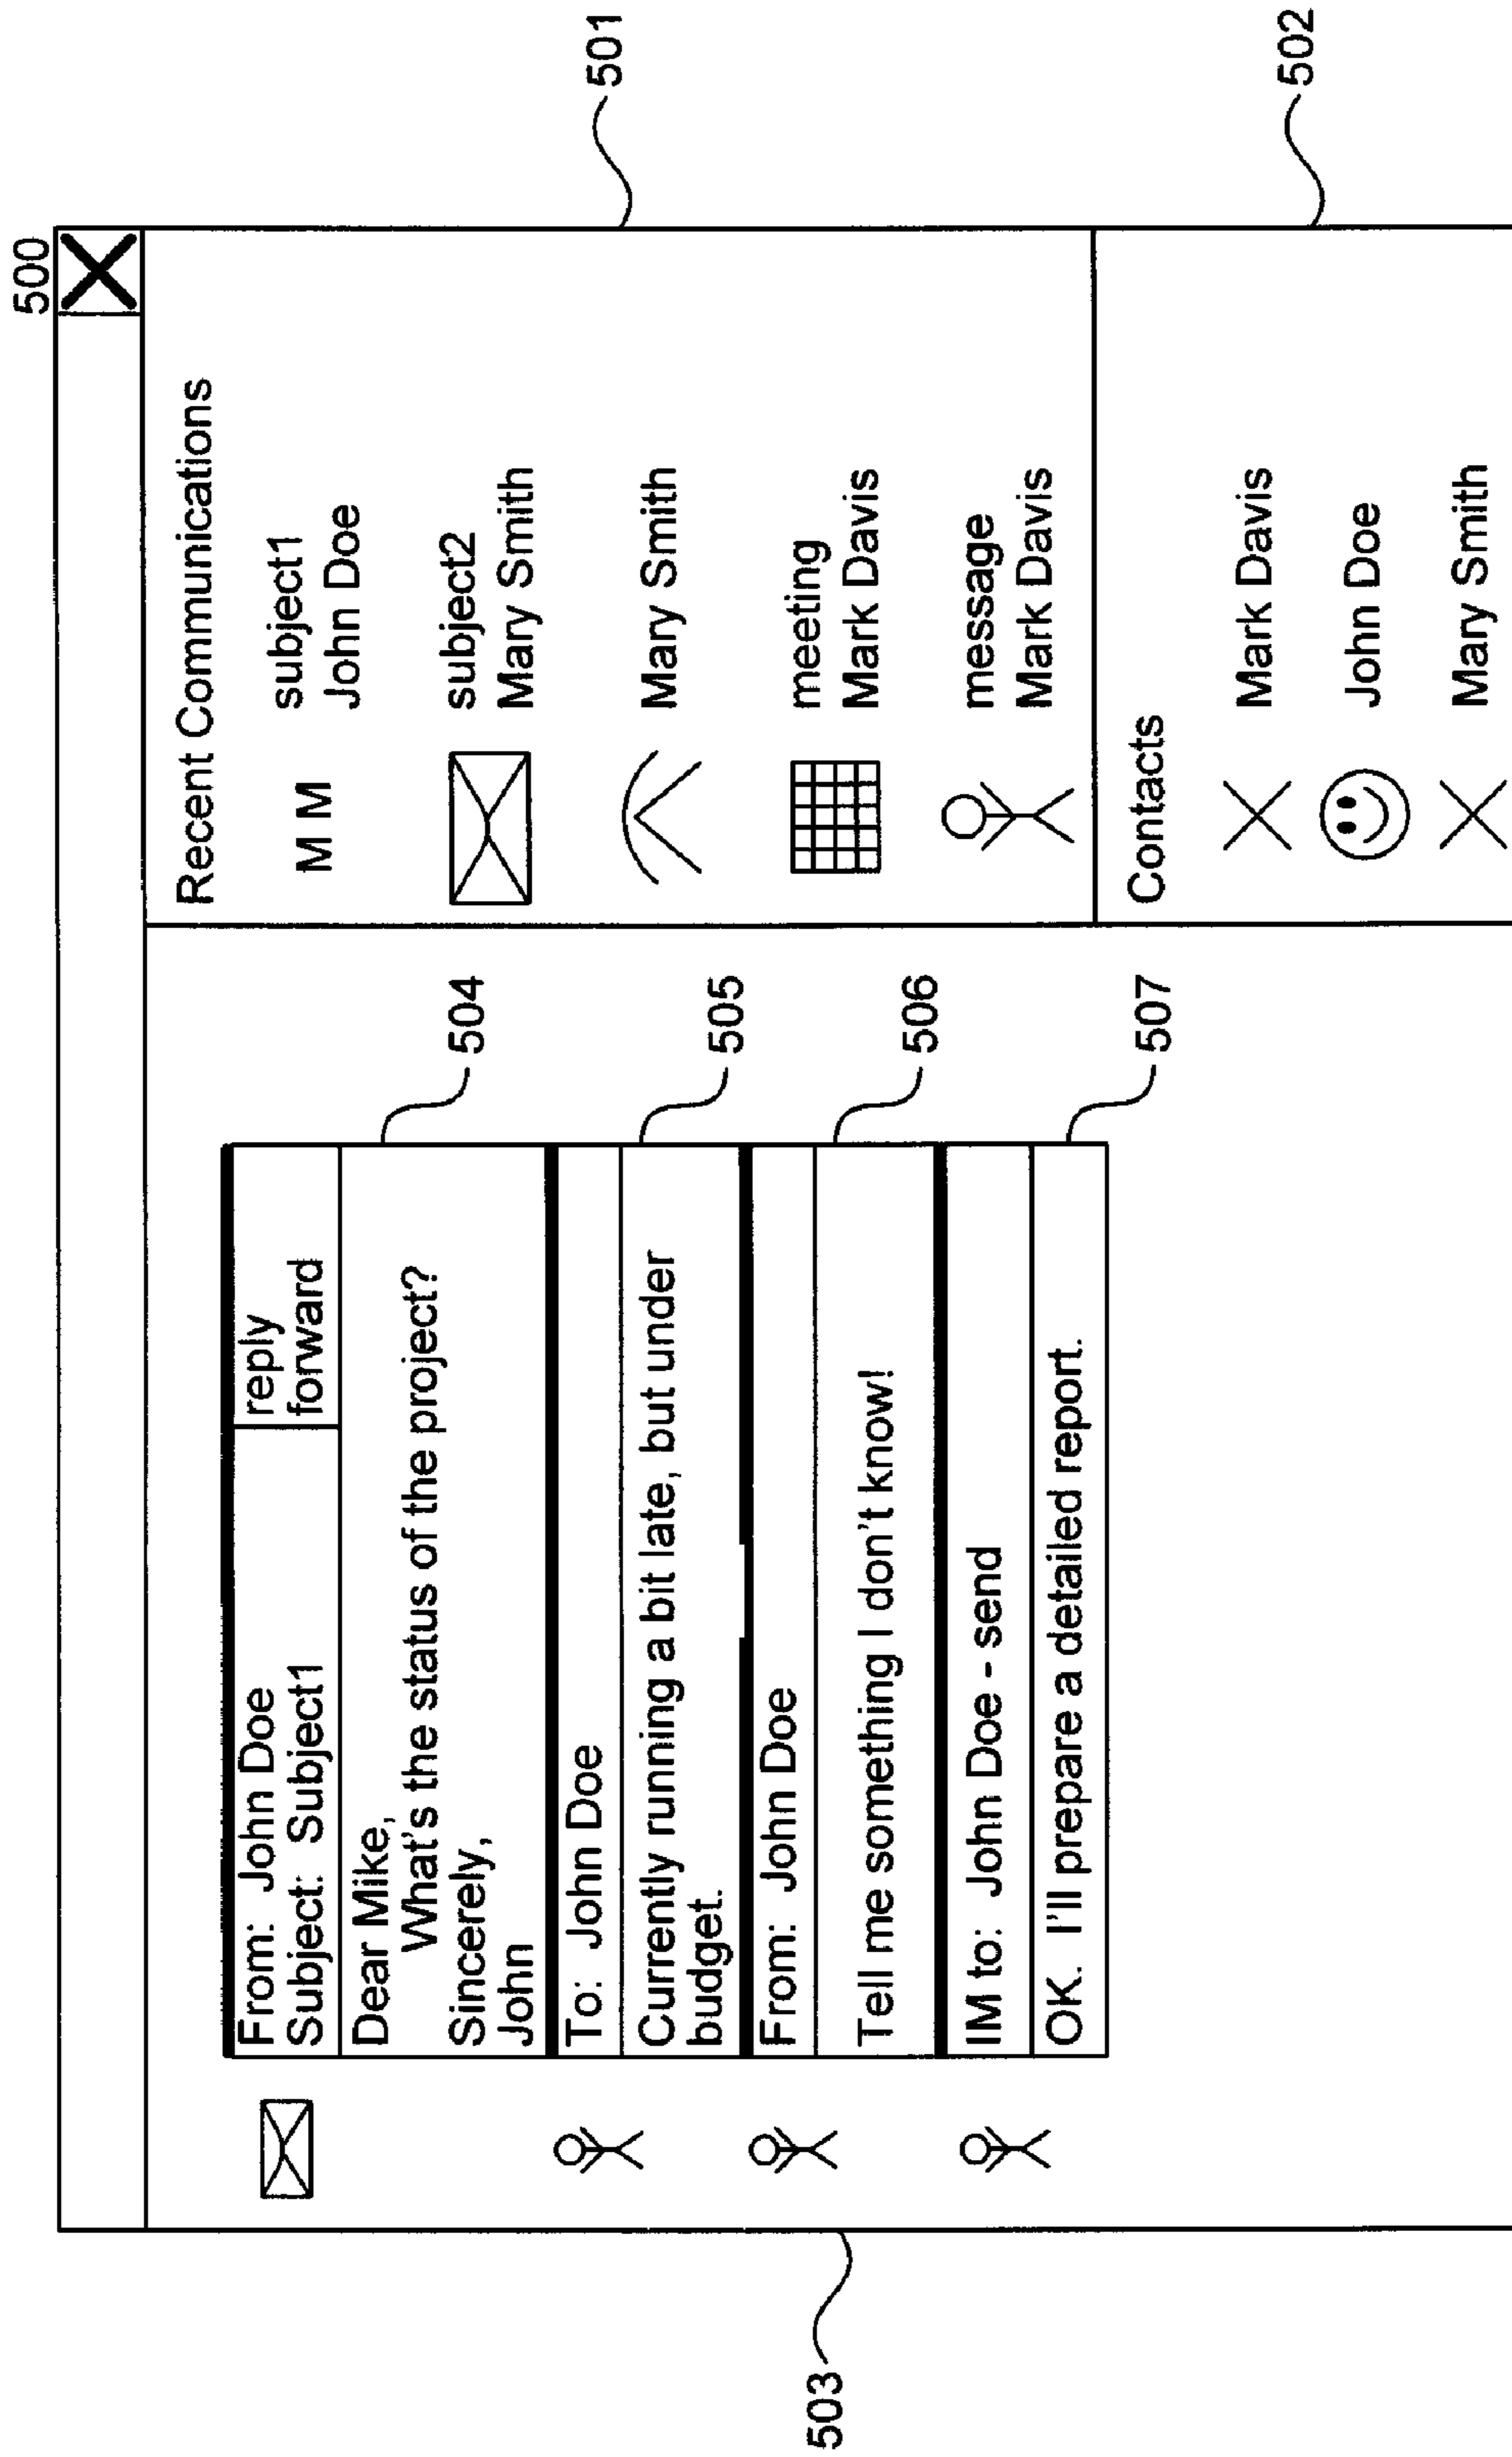 500
From: John Doe
Subject: Subject1
reply
forward
Dear Mike,
What's the status of the project?
Sincerely,
John
504
To: John Doe
Currently running a bit late, but under
budget.
505
From: John Doe
Tell me something I don't know!
506
IM to: John Doe - send
OK. I'll prepare a detailed report.
507
503
Recent Communications
M M
subject1
John Doe
subject2
Mary Smith
Mary Smith
meeting
Mark Davis
message
Mark Davis
501
Contacts
Mark Davis
John Doe
Mary Smith
502